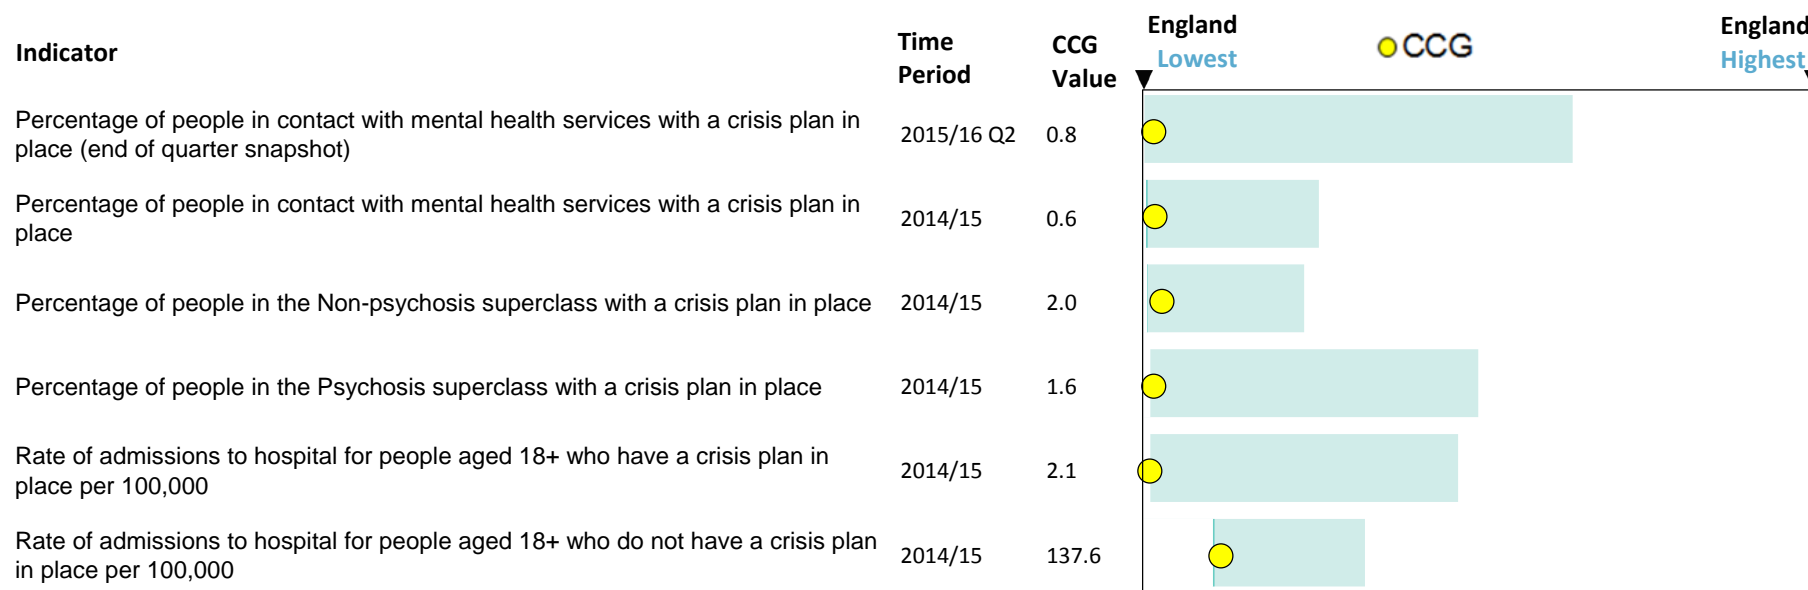 Indicator
Time
Period
CCG
Value
England
Lowest
CCG
England
Highest
Percentage of people in contact with mental health services with a crisis plan in
place (end of quarter snapshot)
2015/16 Q2
0.8
Percentage of people in contact with mental health services with a crisis plan in
place
2014/15
0.6
Percentage of people in the Non-psychosis superclass with a crisis plan in place
2014/15
2.0
Percentage of people in the Psychosis superclass with a crisis plan in place
2014/15
1.6
Rate of admissions to hospital for people aged 18+ who have a crisis plan in
place per 100,000
2014/15
2.1
Rate of admissions to hospital for people aged 18+ who do not have a crisis plan
in place per 100,000
2014/15
137.6